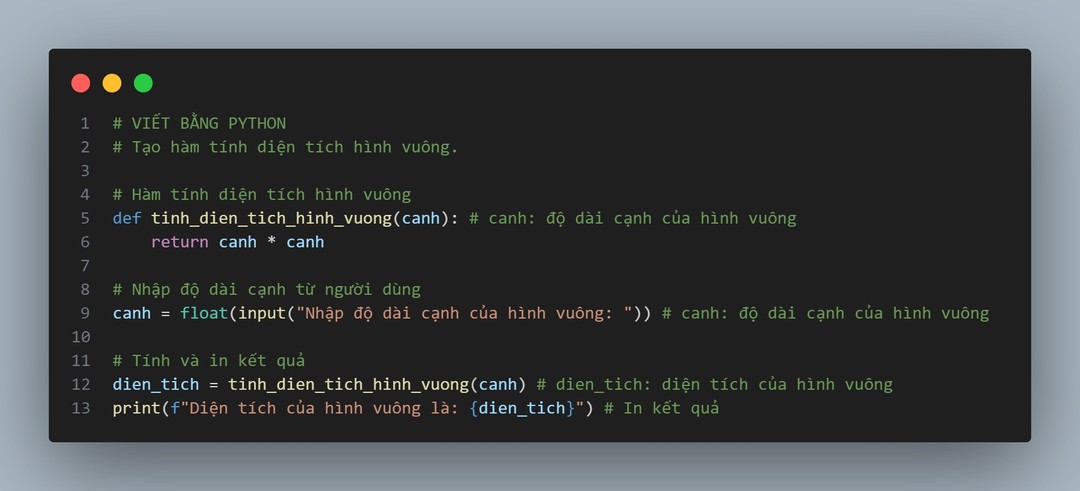 1 # VIẾT BẰNG PYTHON
2 # Tạo hàm tính diện tích hình vuông.
3
4 # Hàm tính diện tích hình vuông
5 def tinh_dien_tich_hinh_vuong(canh): # canh: độ dài cạnh của hình vuông
6     return canh * canh
7
8 # Nhập độ dài cạnh từ người dùng
9 canh = float(input("Nhập độ dài cạnh của hình vuông: ")) # canh: độ dài cạnh của hình vuông
10
11 # Tính và in kết quả
12 dien_tich = tinh_dien_tich_hinh_vuong(canh) # dien_tich: diện tích của hình vuông
13 print(f"Diện tích của hình vuông là: {dien_tich}") # In kết quả